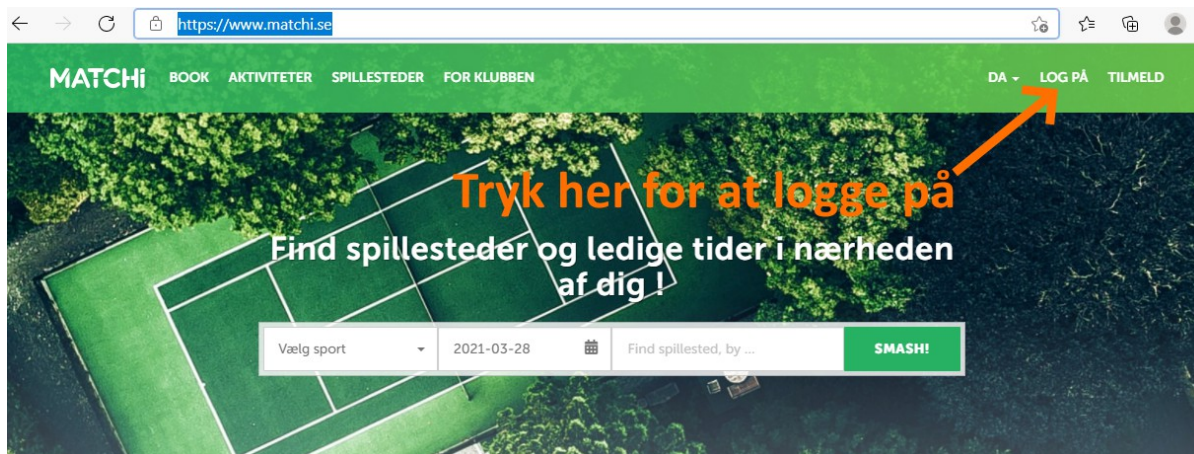 https://www.matchi.se
MATCHi BOOK AKTIVITETER SPILLESTEDER FOR KLUBBEN DA LOG PÅ TILMELD
Tryk her for at logge på
Find spillesteder og ledige tider i nærheden
af dig !
Vælg sport 2021-03-28 Find spillested, by ... SMASH!